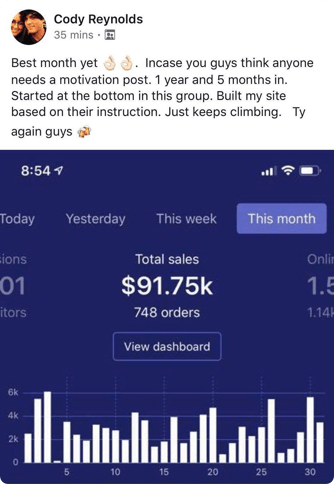 Cody Reynolds
35 mins ·
Best month yet 👌🏻👌🏻. Incase you guys think anyone
needs a motivation post. 1 year and 5 months in.
Started at the bottom in this group. Built my site
based on their instruction. Just keeps climbing. Ty
again guys
8:54
Today Yesterday This week This month
sions Total sales Onlin
01 $91.75k 1.5
itors 748 orders 1.14k
View dashboard
6k
4k
2k
0
5 10 15 20 25 30